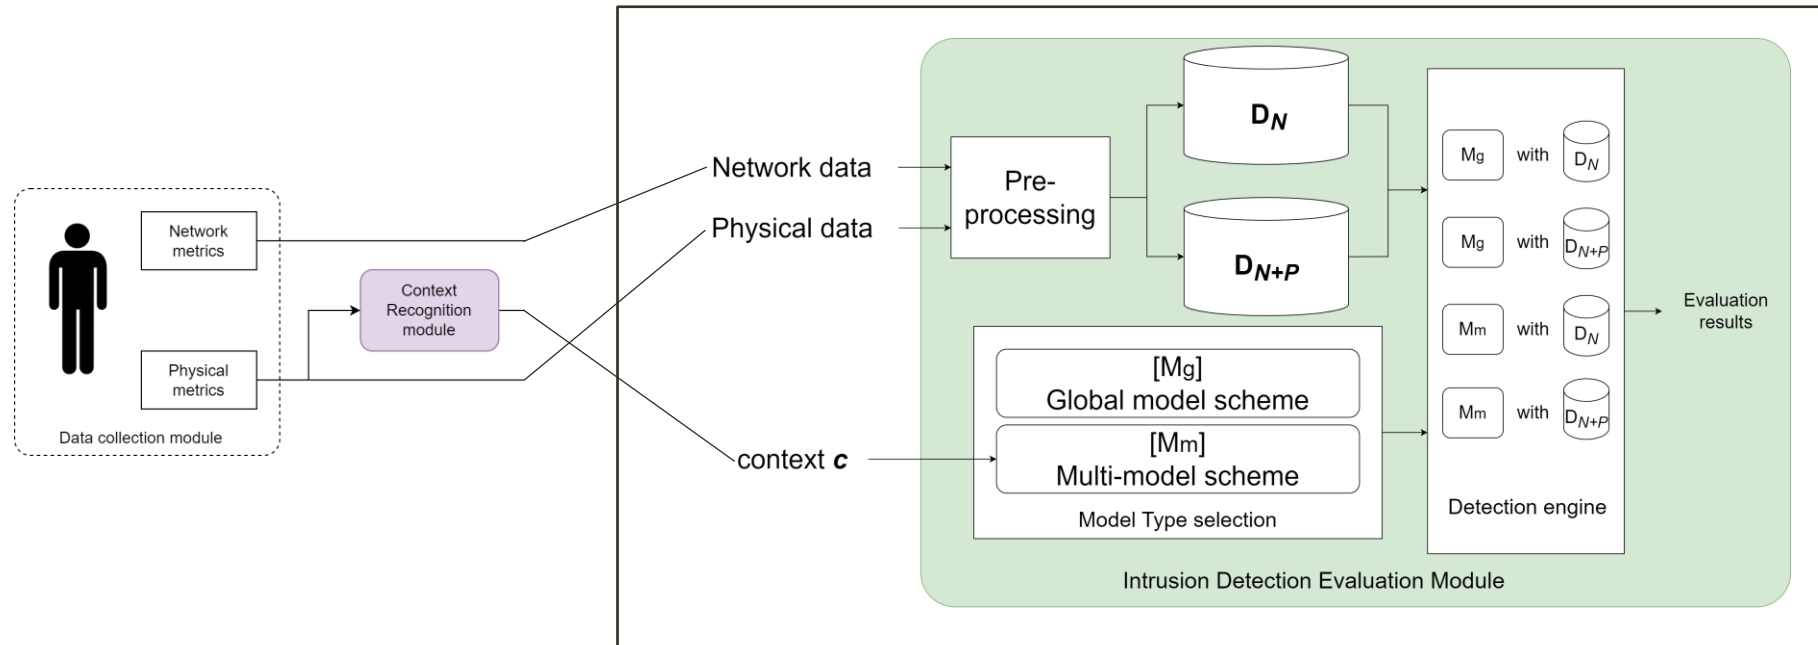 Network
metrics
Physical
metrics
Data collection module
Context
Recognition
module
Network data
Physical data
context c
Pre-
processing
DN
DN+P
[Mg]
Global model scheme
[Mm]
Multi-model scheme
Model Type selection
Mg with DN
Mg with DN+P
Mm with DN
Mm with DN+P
Detection engine
Evaluation
results
Intrusion Detection Evaluation Module